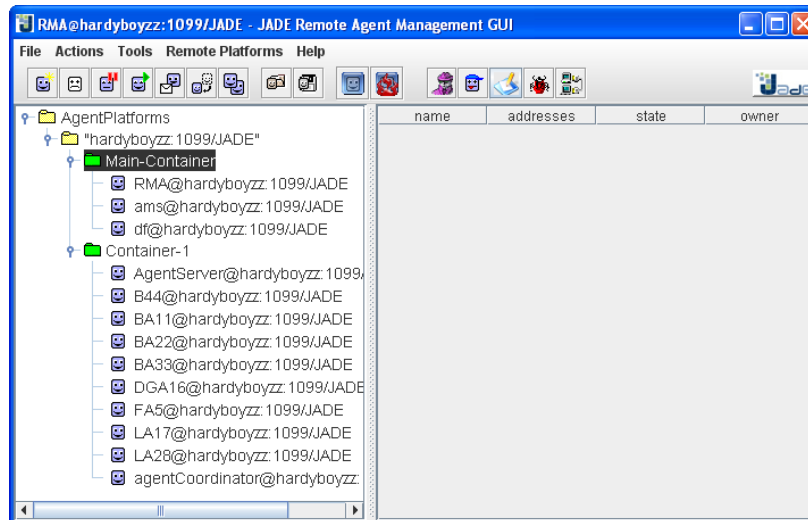 RMA@hardyboyzz:1099/JADE - JADE Remote Agent Management GUI
File Actions Tools Remote Platforms Help
Jade
AgentPlatforms
"hardyboyzz:1099/JADE"
Main-Container
RMA@hardyboyzz:1099/JADE
ams@hardyboyzz:1099/JADE
df@hardyboyzz:1099/JADE
Container-1
AgentServer@hardyboyzz:1099/
B44@hardyboyzz:1099/JADE
BA11@hardyboyzz:1099/JADE
BA22@hardyboyzz:1099/JADE
BA33@hardyboyzz:1099/JADE
DGA16@hardyboyzz:1099/JADE
FA5@hardyboyzz:1099/JADE
LA17@hardyboyzz:1099/JADE
LA28@hardyboyzz:1099/JADE
agentCoordinator@hardyboyzz:
name addresses state owner